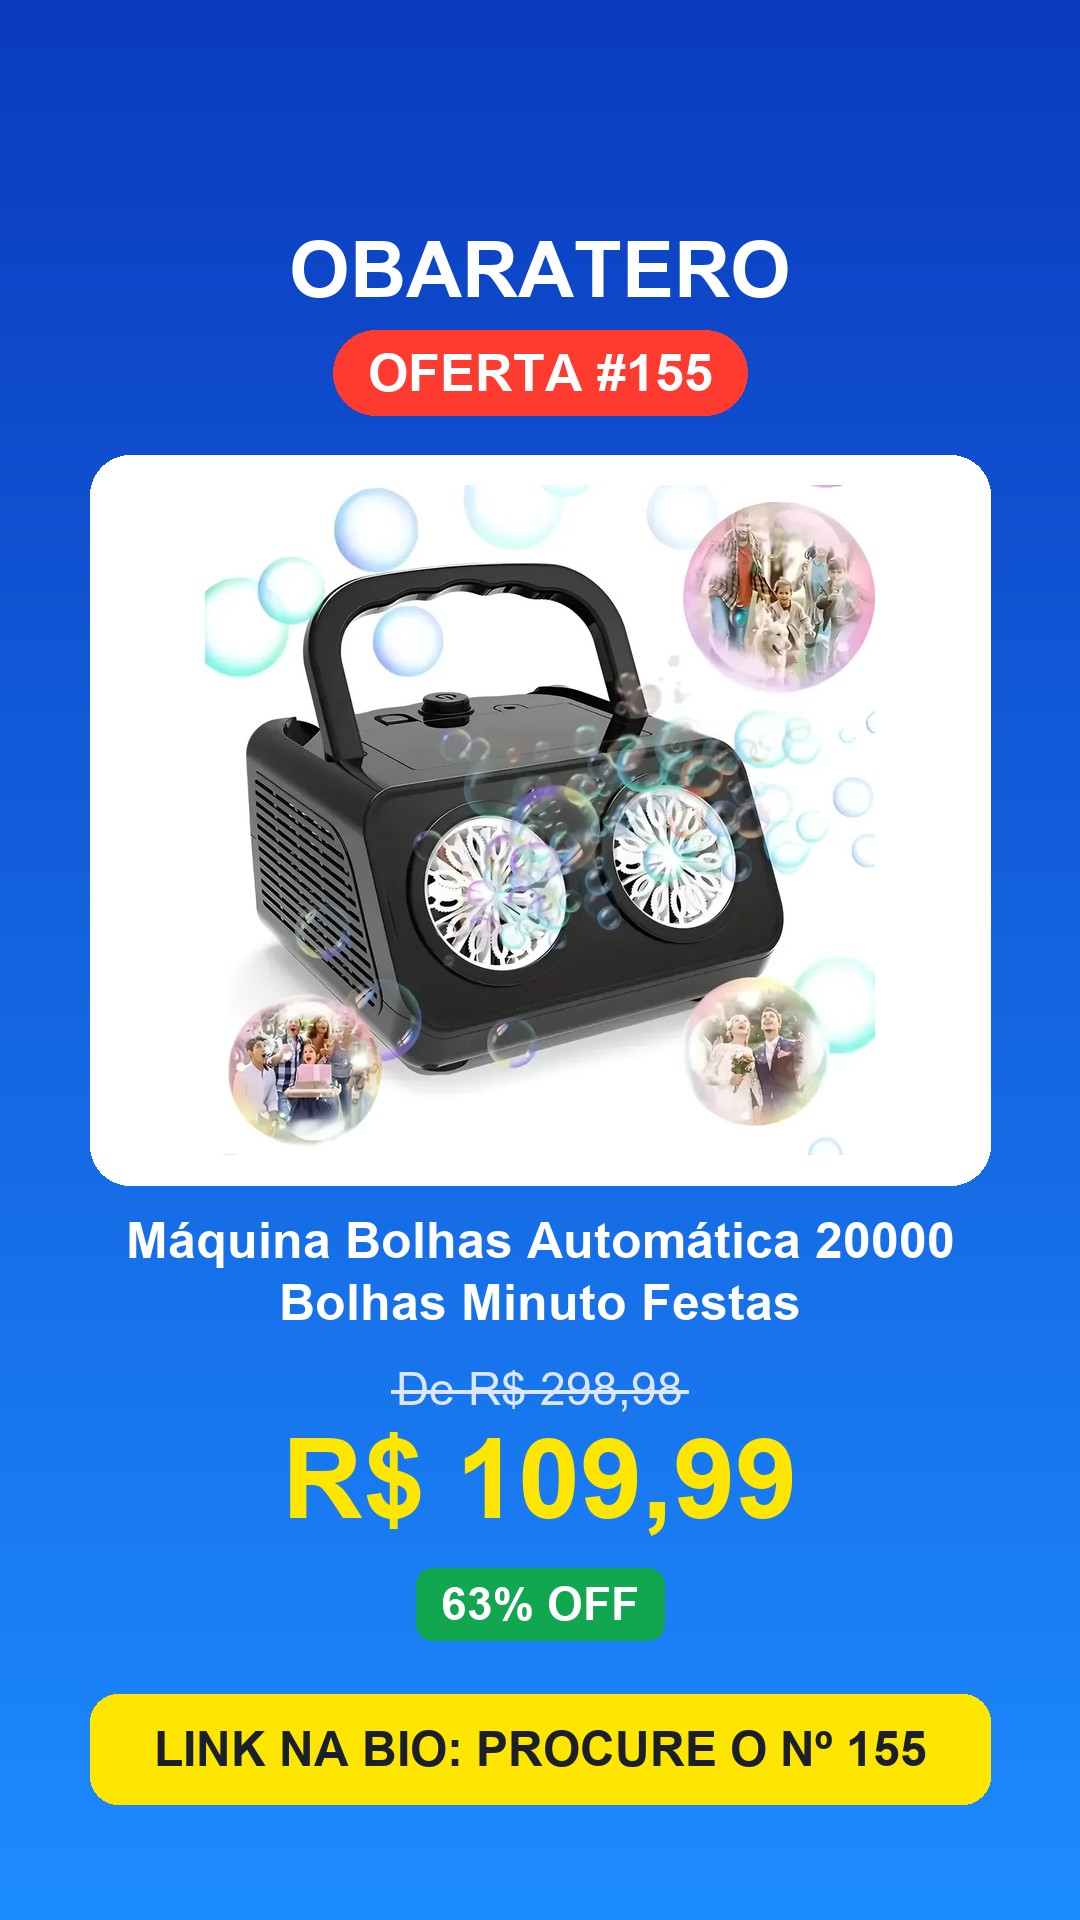 OBARATERO
OFERTA #155
Máquina Bolhas Automática 20000
Bolhas Minuto Festas
De R$ 298,98
R$ 109,99
63% OFF
LINK NA BIO: PROCURE O Nº 155